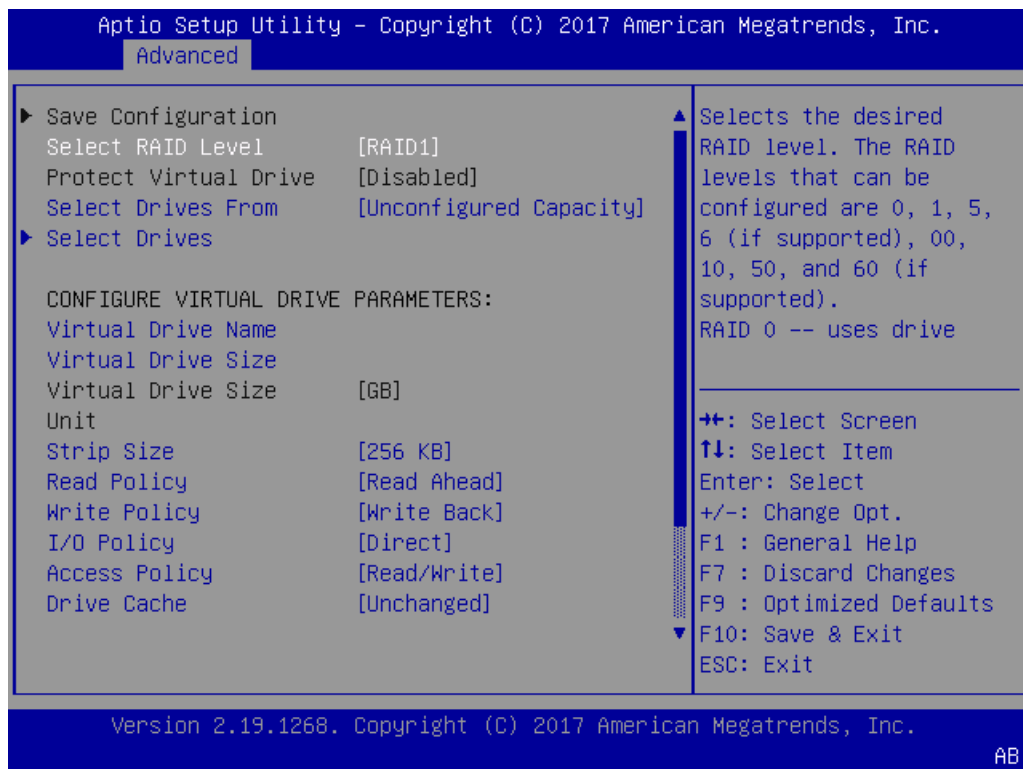 Aptio Setup Utility – Copyright (C) 2017 American Megatrends, Inc.
Advanced
Save Configuration
Select RAID Level [RAID1]
Protect Virtual Drive [Disabled]
Select Drives From [Unconfigured Capacity]
Select Drives
CONFIGURE VIRTUAL DRIVE PARAMETERS:
Virtual Drive Name
Virtual Drive Size
Virtual Drive Size [GB]
Unit
Strip Size [256 KB]
Read Policy [Read Ahead]
Write Policy [Write Back]
I/O Policy [Direct]
Access Policy [Read/Write]
Drive Cache [Unchanged]
Selects the desired
RAID level. The RAID
levels that can be
configured are 0, 1, 5,
6 (if supported), 00,
10, 50, and 60 (if
supported).
RAID 0 -- uses drive
→←: Select Screen
↑↓: Select Item
Enter: Select
+/-: Change Opt.
F1 : General Help
F7 : Discard Changes
F9 : Optimized Defaults
F10: Save & Exit
ESC: Exit
Version 2.19.1268. Copyright (C) 2017 American Megatrends, Inc.
AB